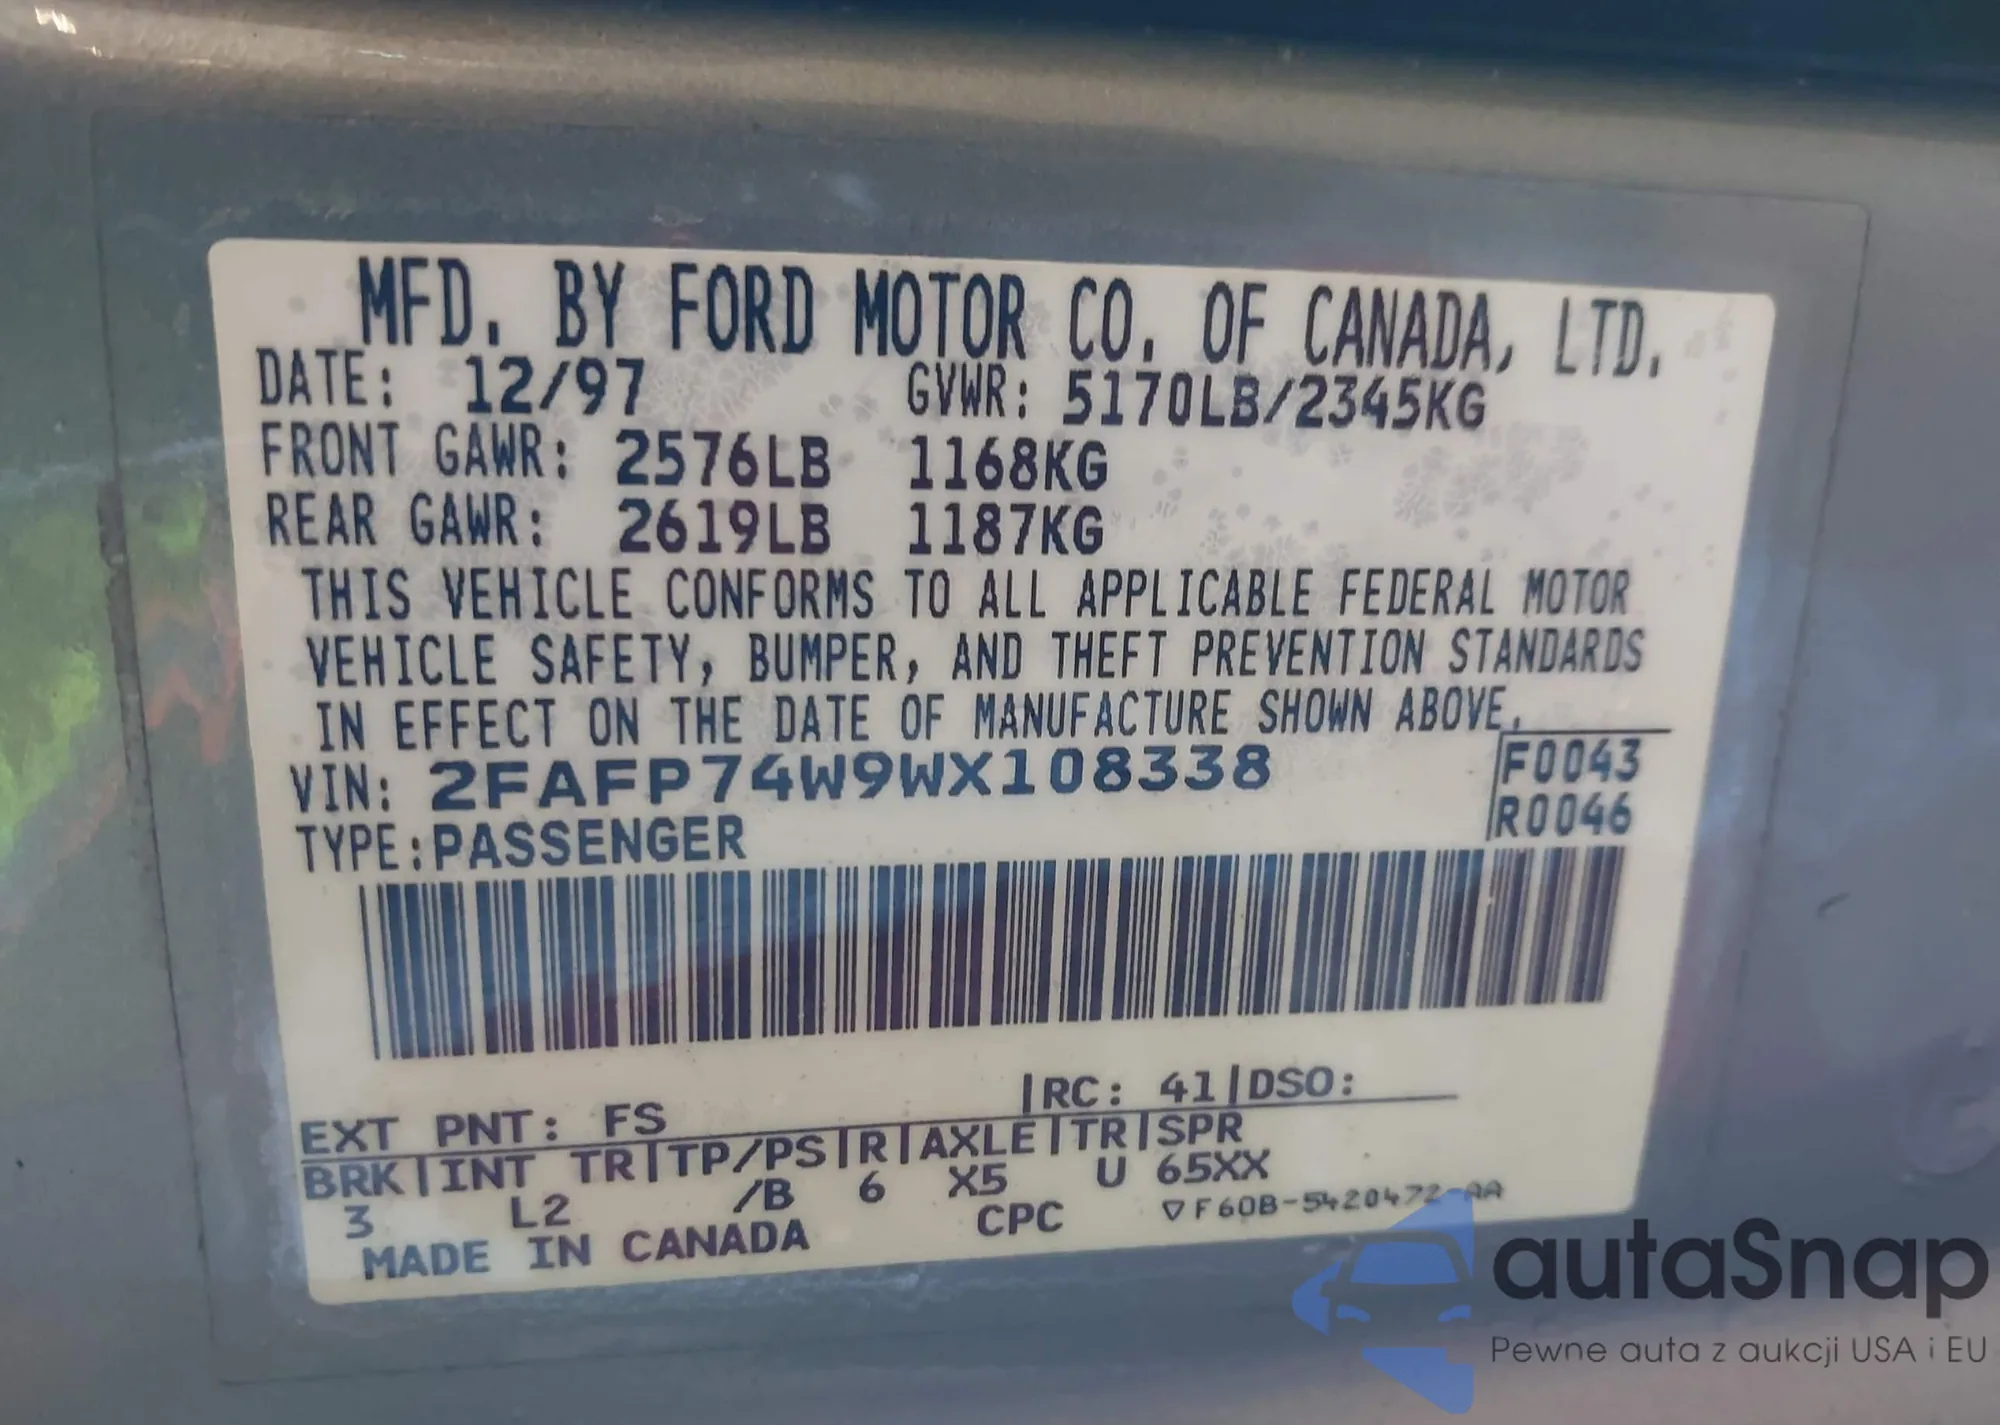 MFD. BY FORD MOTOR CO. OF CANADA, LTD.
DATE: 12/97 GVWR: 5170LB/2345KG
FRONT GAWR: 2576LB 1168KG
REAR GAWR: 2619LB 1187KG
THIS VEHICLE CONFORMS TO ALL APPLICABLE FEDERAL MOTOR
VEHICLE SAFETY, BUMPER, AND THEFT PREVENTION STANDARDS
IN EFFECT ON THE DATE OF MANUFACTURE SHOWN ABOVE.
VIN: 2FAFP74W9WX108338 F0043
TYPE: PASSENGER R0046
EXT PNT: FS |RC: 41|DSO:
BRK|INT TR|TP/PS|R|AXLE|TR|SPR
3 L2 /B 6 X5 U 65XX
MADE IN CANADA CPC ▽F60B-5420472-AA
autaSnap
Pewne auta z aukcji USA i EU